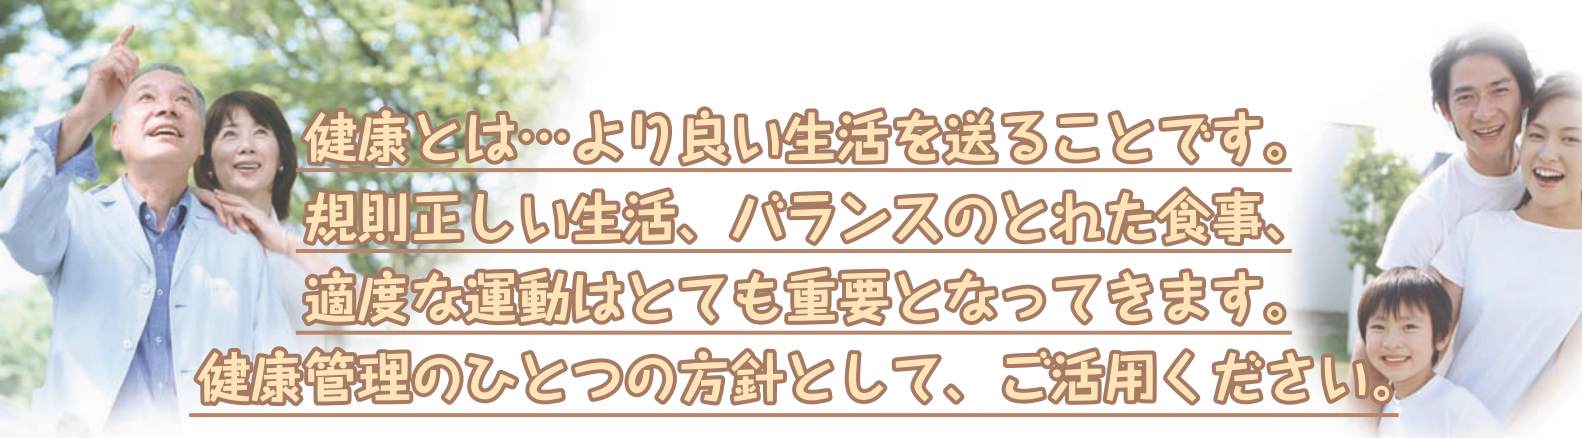 健康とは…より良い生活を送ることです。
規則正しい生活、バランスのとれた食事、
適度な運動はとても重要となってきます。
健康管理のひとつの方針として、ご活用ください。